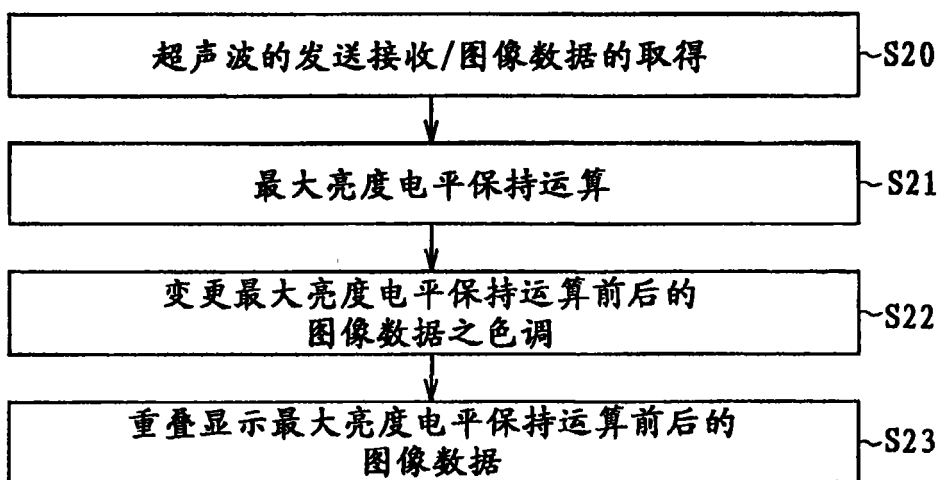 超声波的发送接收/图像数据的取得 ~S20
最大亮度电平保持运算 ~S21
变更最大亮度电平保持运算前后的
图像数据之色调 ~S22
重叠显示最大亮度电平保持运算前后的
图像数据 ~S23